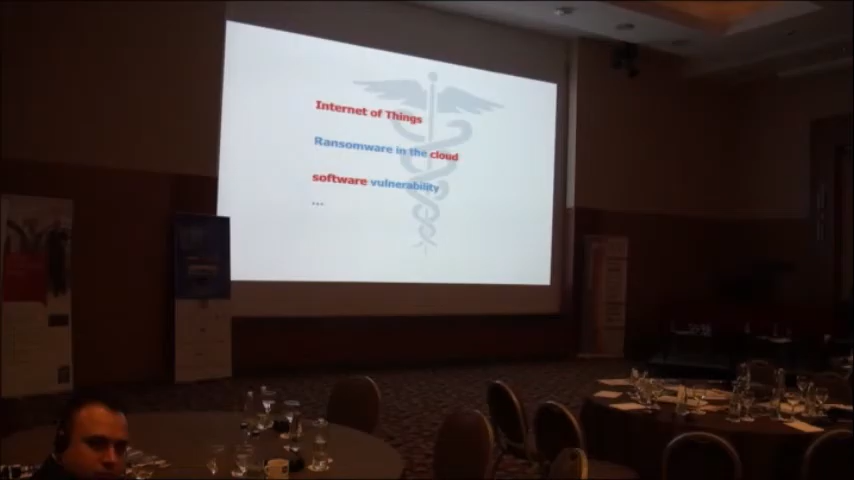 Internet of Things
Ransomware in the cloud
software vulnerability
...